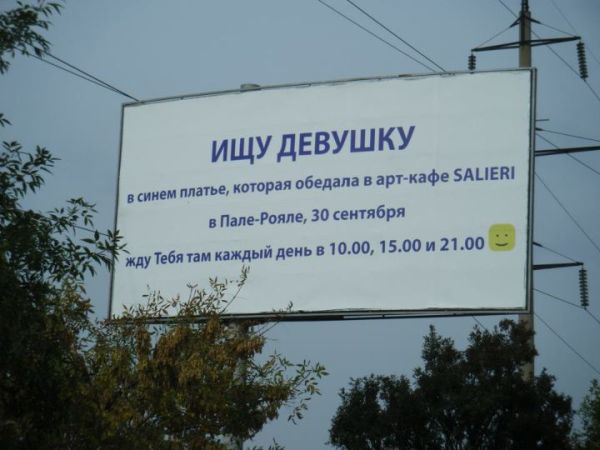 ИЩУ ДЕВУШКУ
в синем платье, которая обедала в арт-кафе SALIERI
в Пале-Рояле, 30 сентября
жду Тебя там каждый день в 10.00, 15.00 и 21.00